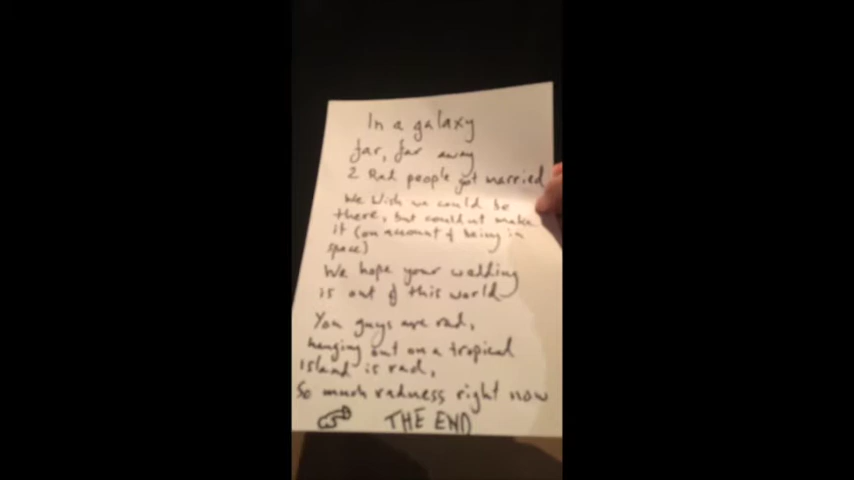 In a galaxy
far, far away
2 Rad people got married
We Wish we could be
there, but couldnt make
it (on account of being in
space)
We hope your wedding
is out of this world
You guys are rad,
hanging out on a tropical
island is rad,
So much radness right now
THE END